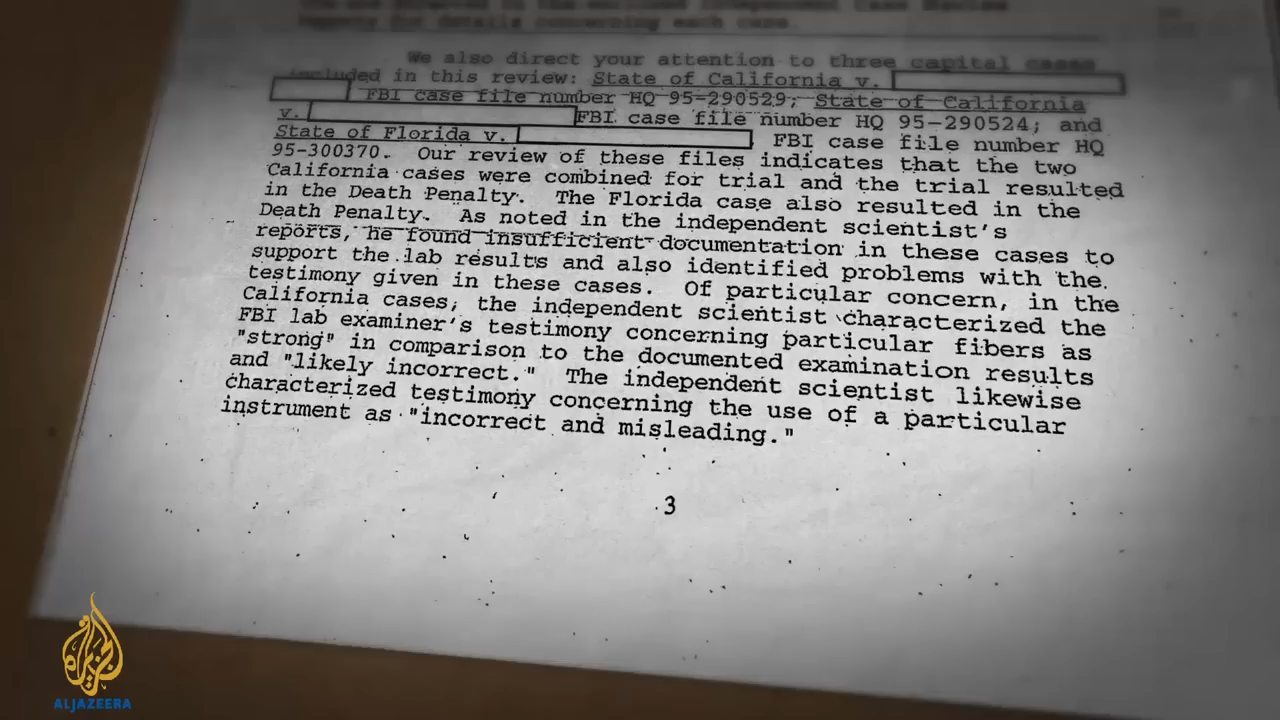 Reports for details concerning each case.
We also direct your attention to three capital cases
included in this review: State of California v.
FBI case file number HQ 95-290529; State of California
v. FBI case file number HQ 95-290524; and
State of Florida v. FBI case file number HQ
95-300370. Our review of these files indicates that the two
California cases were combined for trial and the trial resulted
in the Death Penalty. The Florida case also resulted in the
Death Penalty. As noted in the independent scientist's
reports, he found insufficient documentation in these cases to
support the lab results and also identified problems with the
testimony given in these cases. Of particular concern, in the
California cases, the independent scientist characterized the
FBI lab examiner's testimony concerning particular fibers as
"strong" in comparison to the documented examination results
and "likely incorrect." The independent scientist likewise
characterized testimony concerning the use of a particular
instrument as "incorrect and misleading."
3
الجزيرة
ALJAZEERA